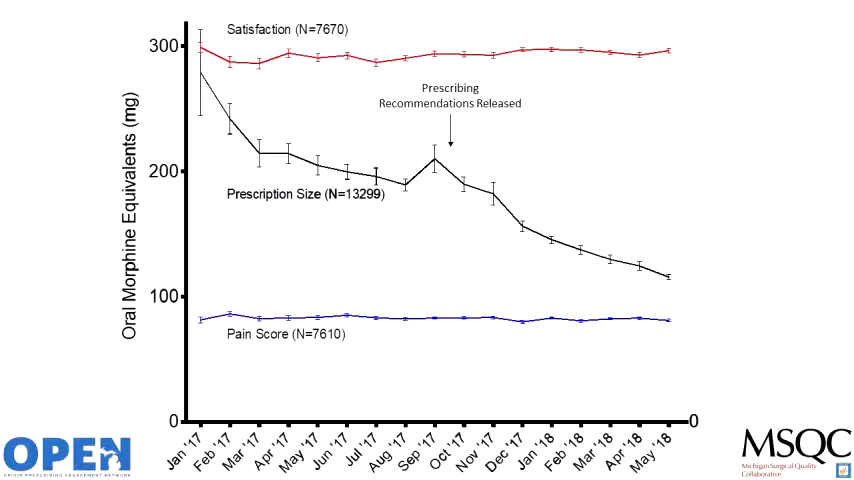 Satisfaction (N=7670)
300
Prescribing
Recommendations Released
Oral Morphine Equivalents (mg)
200
Prescription Size (N=13299)
100
Pain Score (N=7610)
0
0
Jan '17
Feb '17
Mar '17
Apr '17
May '17
Jun '17
Jul '17
Aug '17
Sep '17
Oct '17
Nov '17
Dec '17
Jan '18
Feb '18
Mar '18
Apr '18
May '18
OPEN
OPIOID PRESCRIBING ENGAGEMENT NETWORK
MSQC
Michigan Surgical Quality
Collaborative